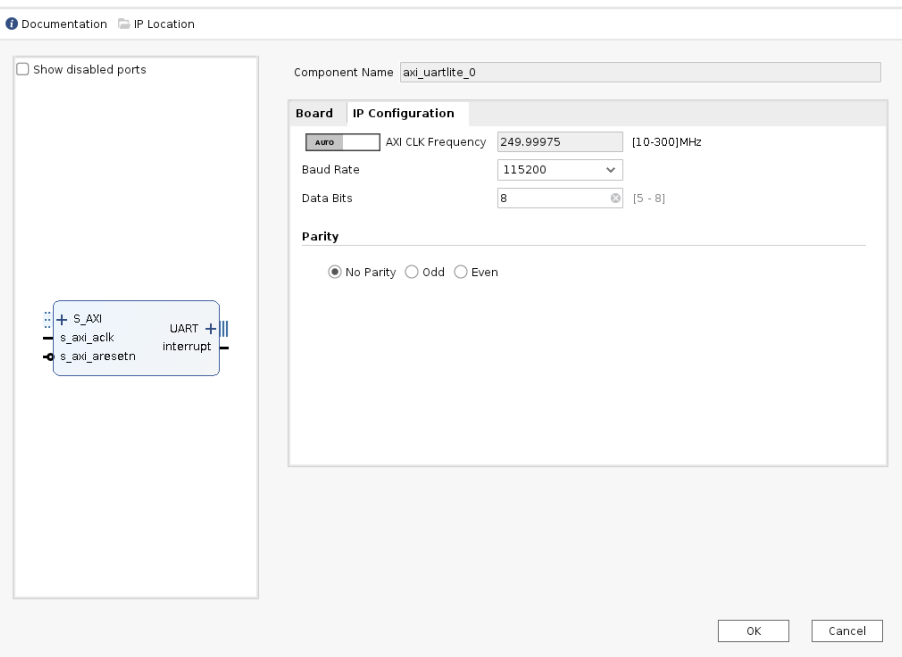 Documentation IP Location
Show disabled ports
S_AXI
s_axi_aclk
s_axi_aresetn
UART
interrupt
Component Name axi_uartlite_0
Board IP Configuration
AUTO AXI CLK Frequency 249.99975 [10-300]MHz
Baud Rate 115200
Data Bits 8 [5 - 8]
Parity
No Parity Odd Even
OK Cancel